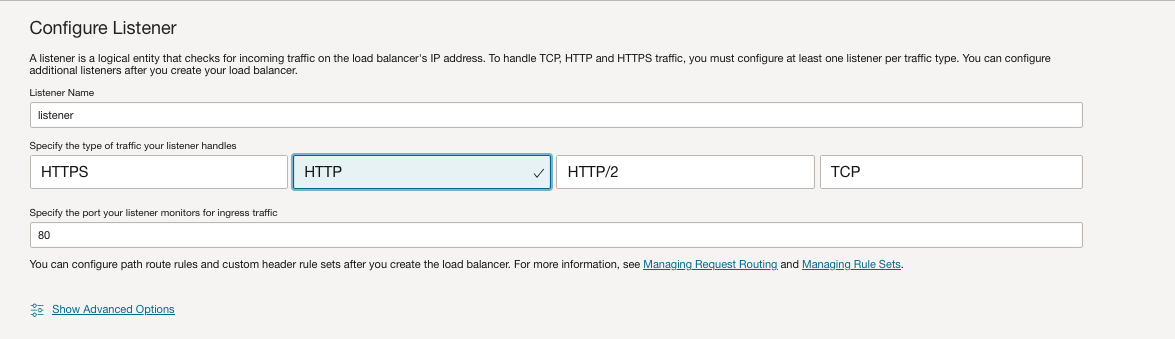 Configure Listener
A listener is a logical entity that checks for incoming traffic on the load balancer's IP address. To handle TCP, HTTP and HTTPS traffic, you must configure at least one listener per traffic type. You can configure
additional listeners after you create your load balancer.
Listener Name
listener
Specify the type of traffic your listener handles
HTTPS HTTP HTTP/2 TCP
Specify the port your listener monitors for ingress traffic
80
You can configure path route rules and custom header rule sets after you create the load balancer. For more information, see Managing Request Routing and Managing Rule Sets.
Show Advanced Options